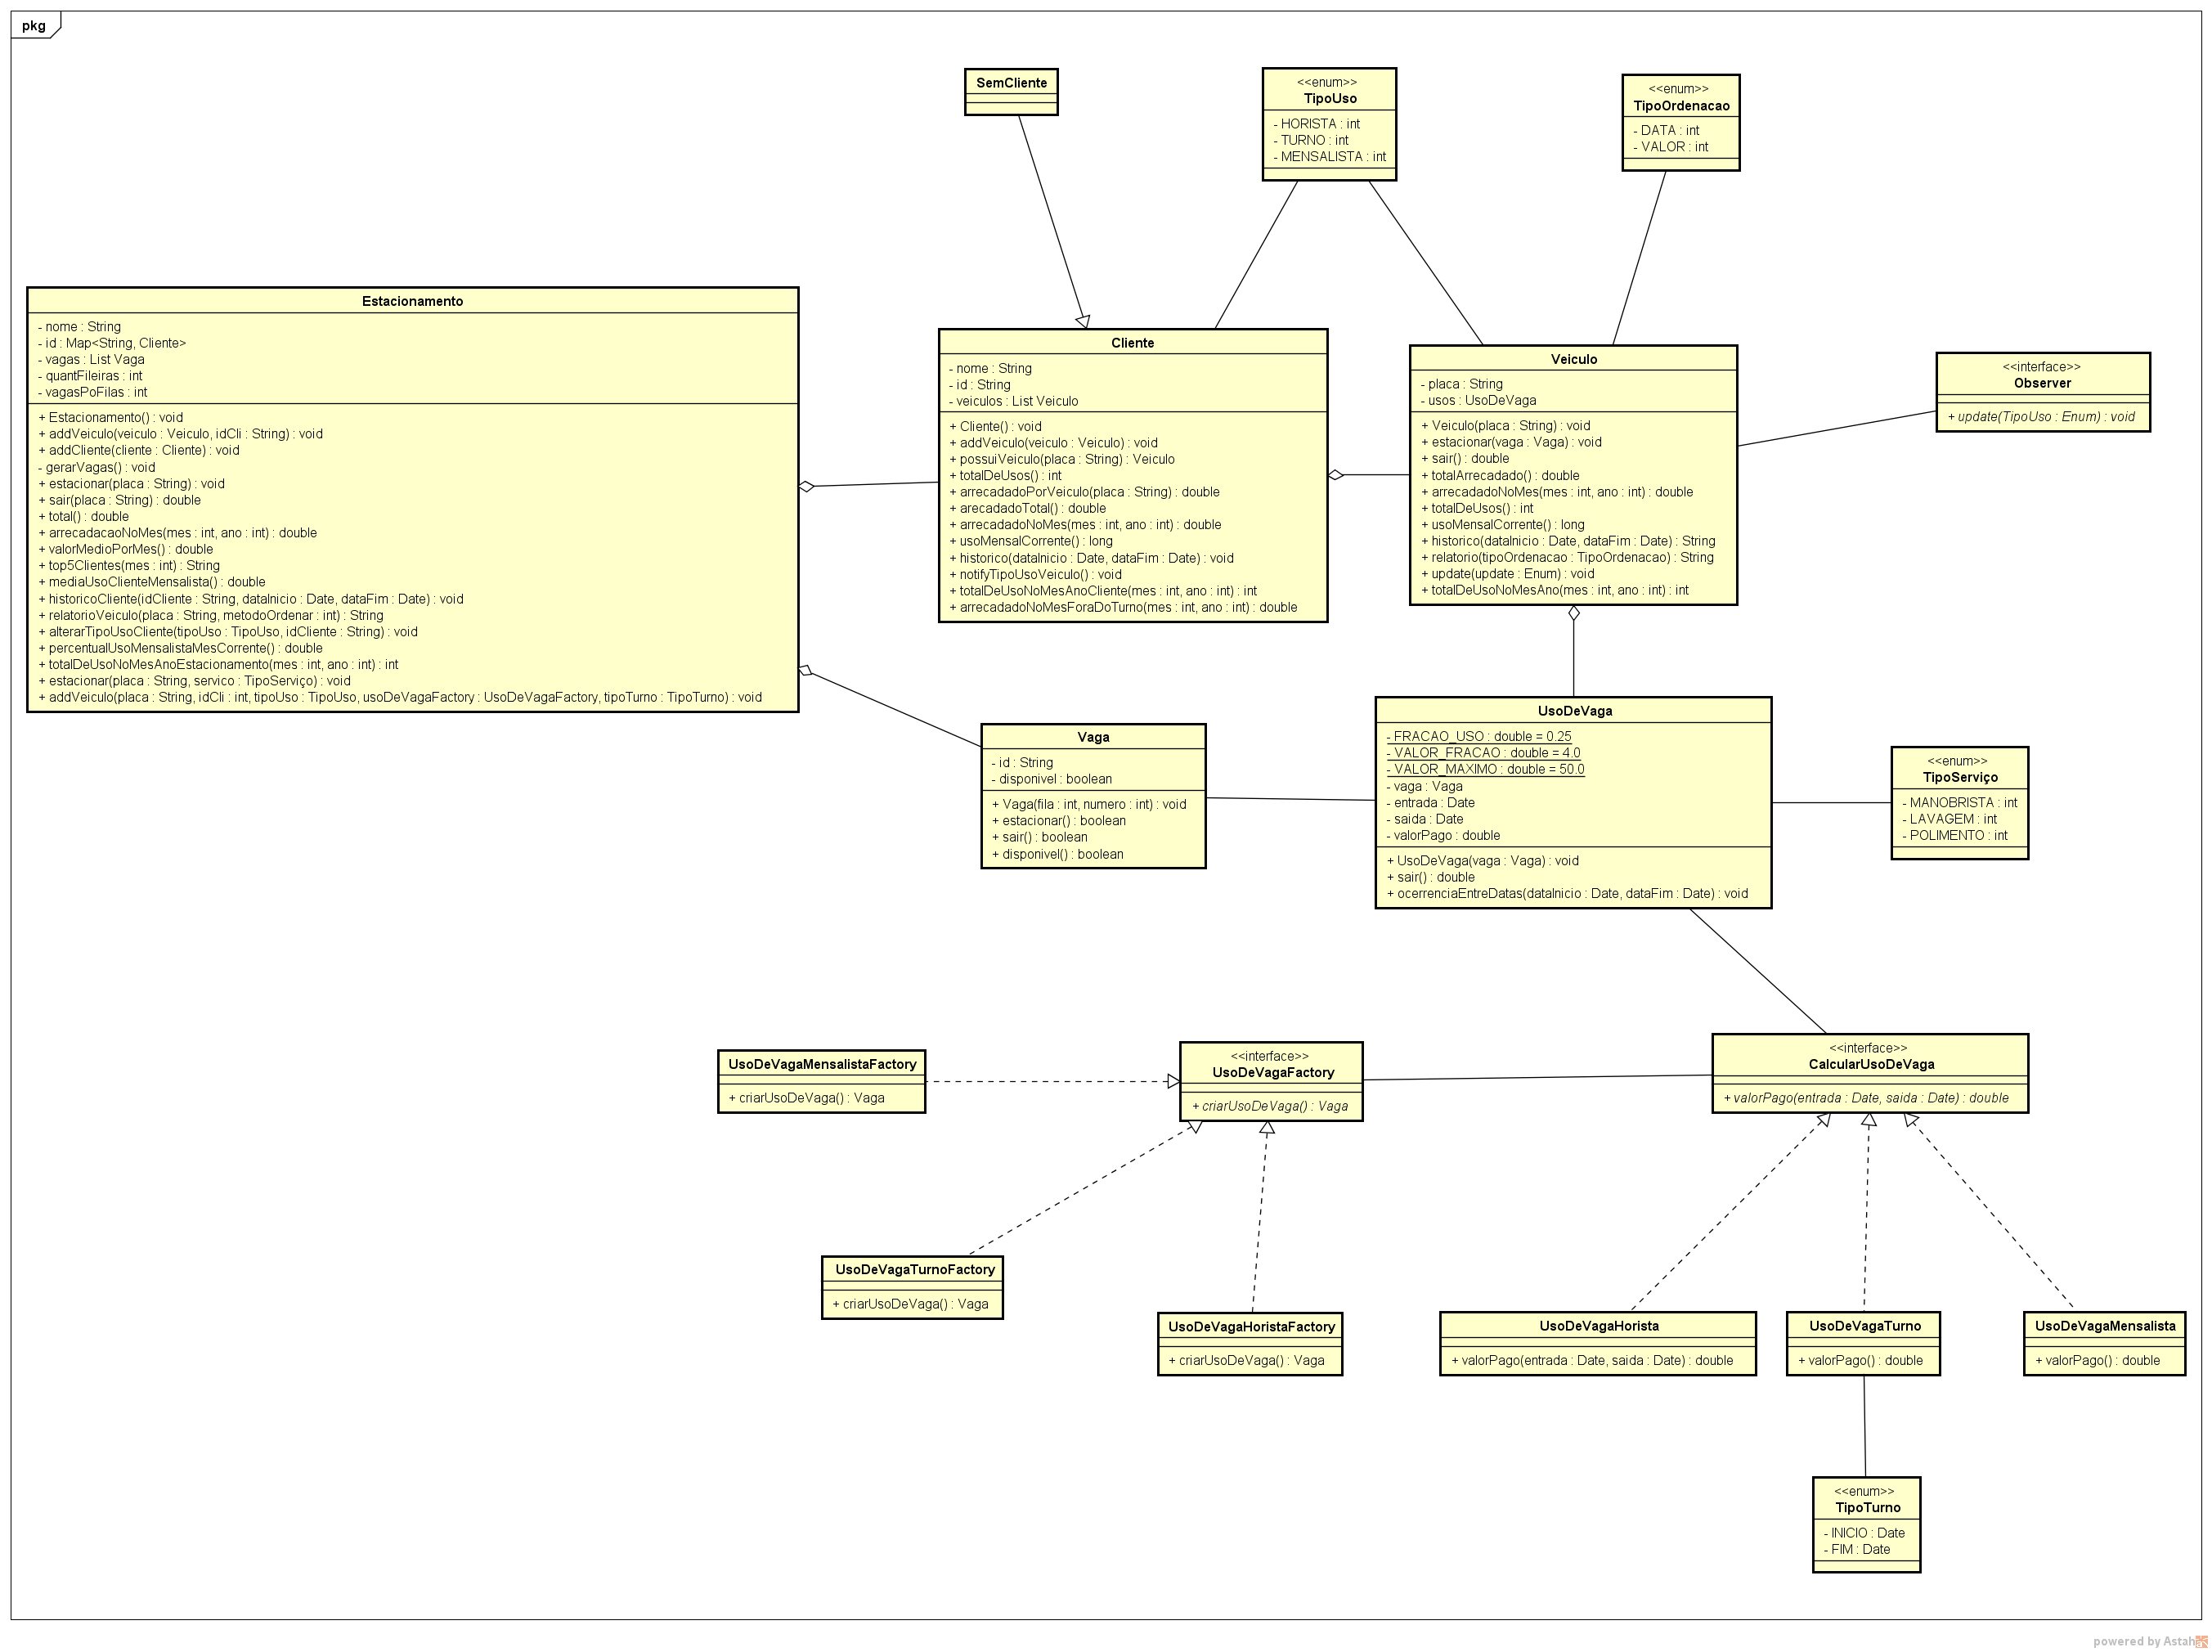 pkg
SemCliente
<<enum>>
TipoUso
- HORISTA : int
- TURNO : int
- MENSALISTA : int
<<enum>>
TipoOrdenacao
- DATA : int
- VALOR : int
Estacionamento
- nome : String
- id : Map<String, Cliente>
- vagas : List Vaga
- quantFileiras : int
- vagasPoFilas : int
+ Estacionamento() : void
+ addVeiculo(veiculo : Veiculo, idCli : String) : void
+ addCliente(cliente : Cliente) : void
- gerarVagas() : void
+ estacionar(placa : String) : void
+ sair(placa : String) : double
+ total() : double
+ arrecadacaoNoMes(mes : int, ano : int) : double
+ valorMedioPorMes() : double
+ top5Clientes(mes : int) : String
+ mediaUsoClienteMensalista() : double
+ historicoCliente(idCliente : String, dataInicio : Date, dataFim : Date) : void
+ relatorioVeiculo(placa : String, metodoOrdenar : int) : String
+ alterarTipoUsoCliente(tipoUso : TipoUso, idCliente : String) : void
+ percentualUsoMensalistaMesCorrente() : double
+ totalDeUsoNoMesAnoEstacionamento(mes : int, ano : int) : int
+ estacionar(placa : String, servico : TipoServiço) : void
+ addVeiculo(placa : String, idCli : int, tipoUso : TipoUso, usoDeVagaFactory : UsoDeVagaFactory, tipoTurno : TipoTurno) : void
Cliente
- nome : String
- id : String
- veiculos : List Veiculo
+ Cliente() : void
+ addVeiculo(veiculo : Veiculo) : void
+ possuiVeiculo(placa : String) : Veiculo
+ totalDeUsos() : int
+ arrecadadoPorVeiculo(placa : String) : double
+ arecadadoTotal() : double
+ arrecadadoNoMes(mes : int, ano : int) : double
+ usoMensalCorrente() : long
+ historico(dataInicio : Date, dataFim : Date) : void
+ notifyTipoUsoVeiculo() : void
+ totalDeUsoNoMesAnoCliente(mes : int, ano : int) : int
+ arrecadadoNoMesForaDoTurno(mes : int, ano : int) : double
Veiculo
- placa : String
- usos : UsoDeVaga
+ Veiculo(placa : String) : void
+ estacionar(vaga : Vaga) : void
+ sair() : double
+ totalArrecadado() : double
+ arrecadadoNoMes(mes : int, ano : int) : double
+ totalDeUsos() : int
+ usoMensalCorrente() : long
+ historico(dataInicio : Date, dataFim : Date) : String
+ relatorio(tipoOrdenacao : TipoOrdenacao) : String
+ update(update : Enum) : void
+ totalDeUsoNoMesAno(mes : int, ano : int) : int
<<interface>>
Observer
+ update(TipoUso : Enum) : void
Vaga
- id : String
- disponivel : boolean
+ Vaga(fila : int, numero : int) : void
+ estacionar() : boolean
+ sair() : boolean
+ disponivel() : boolean
UsoDeVaga
- FRACAO_USO : double = 0.25
- VALOR_FRACAO : double = 4.0
- VALOR_MAXIMO : double = 50.0
- vaga : Vaga
- entrada : Date
- saida : Date
- valorPago : double
+ UsoDeVaga(vaga : Vaga) : void
+ sair() : double
+ ocerrenciaEntreDatas(dataInicio : Date, dataFim : Date) : void
<<enum>>
TipoServiço
- MANOBRISTA : int
- LAVAGEM : int
- POLIMENTO : int
UsoDeVagaMensalistaFactory
+ criarUsoDeVaga() : Vaga
<<interface>>
UsoDeVagaFactory
+ criarUsoDeVaga() : Vaga
<<interface>>
CalcularUsoDeVaga
+ valorPago(entrada : Date, saida : Date) : double
UsoDeVagaTurnoFactory
+ criarUsoDeVaga() : Vaga
UsoDeVagaHoristaFactory
+ criarUsoDeVaga() : Vaga
UsoDeVagaHorista
+ valorPago(entrada : Date, saida : Date) : double
UsoDeVagaTurno
+ valorPago() : double
UsoDeVagaMensalista
+ valorPago() : double
<<enum>>
TipoTurno
- INICIO : Date
- FIM : Date
powered by Astah